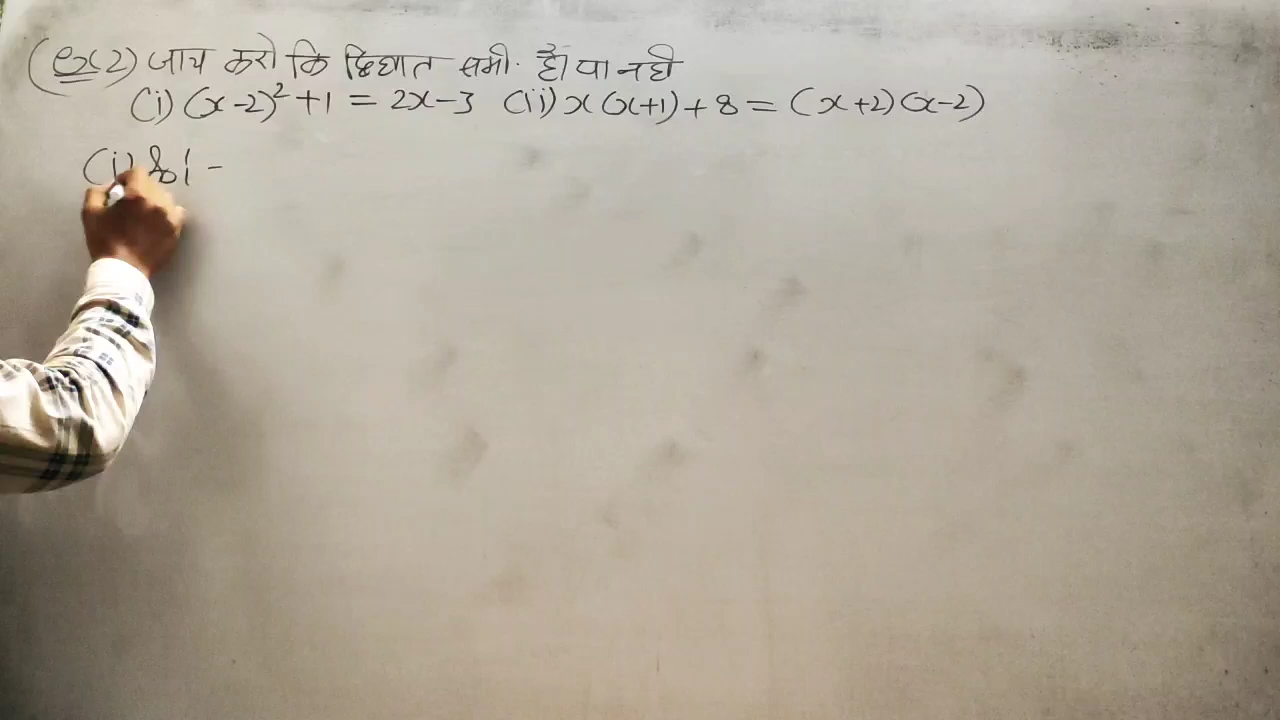 (ex 2) जाच करो कि द्विघात समी. है। या नही
(i) (x-2)² + 1 = 2x-3 (ii) x(x+1)+8 = (x+2)(x-2)
(i) हल -